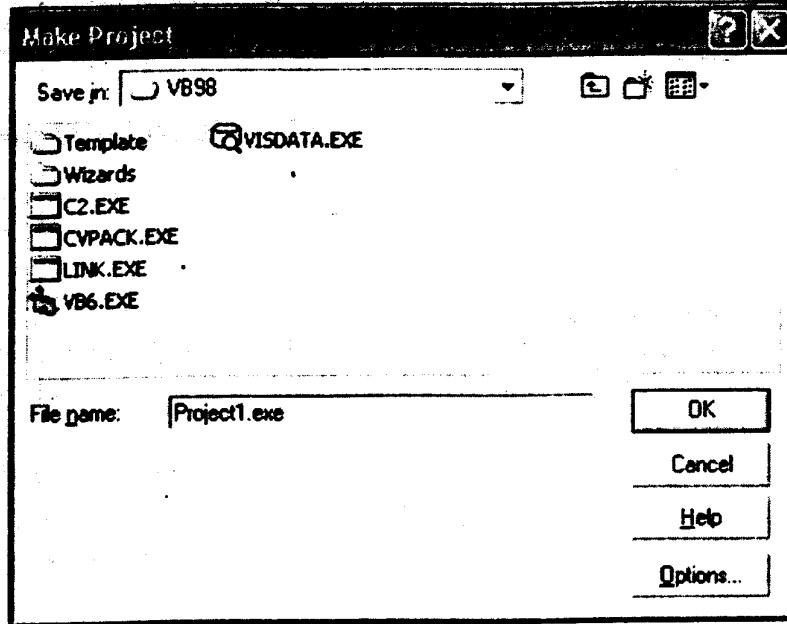 Make Project
Save in: VB98
Template
Wizards
C2.EXE
CVPACK.EXE
LINK.EXE
VB6.EXE
VISDATA.EXE
File name: Project1.exe
OK
Cancel
Help
Options...